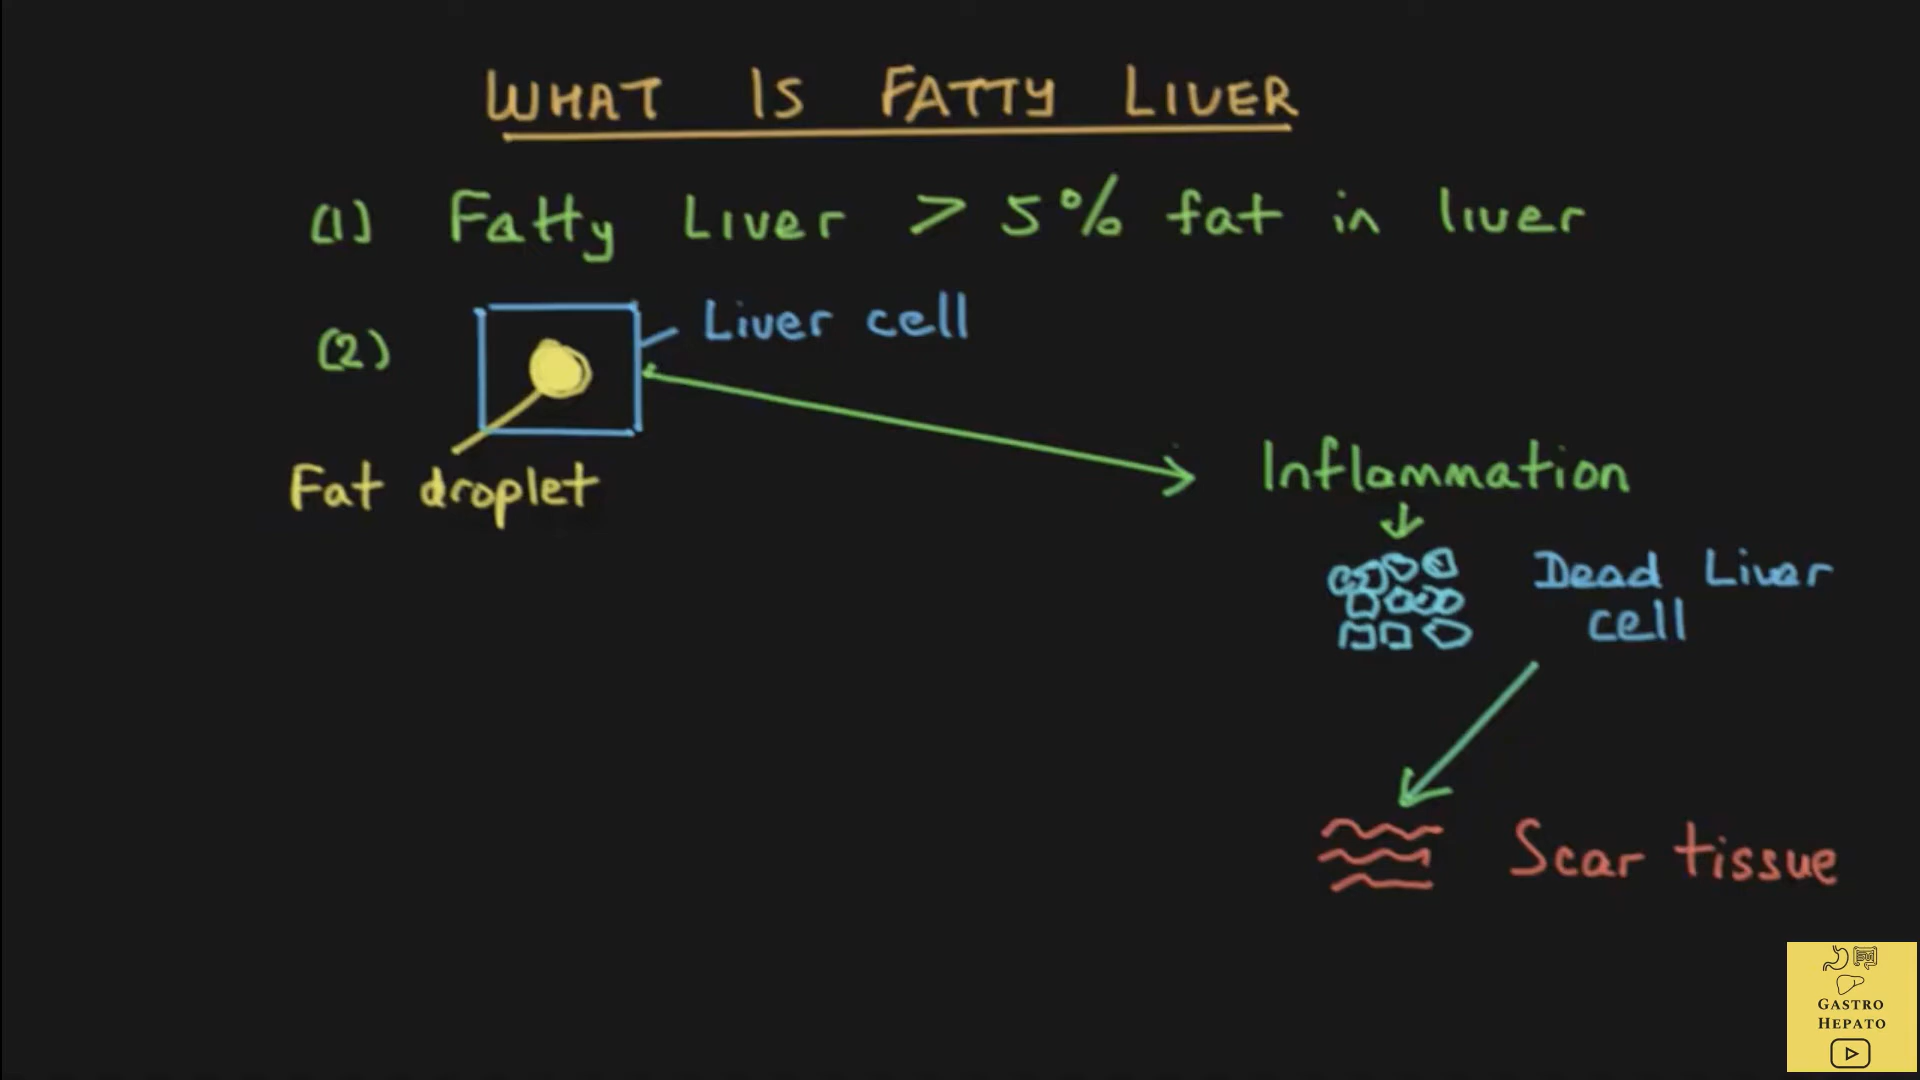 WHAT IS FATTY LIVER
(1) Fatty Liver > 5% fat in liver
(2)
Liver cell
Fat droplet
Inflammation
Dead Liver
cell
Scar tissue
GASTRO
HEPATO